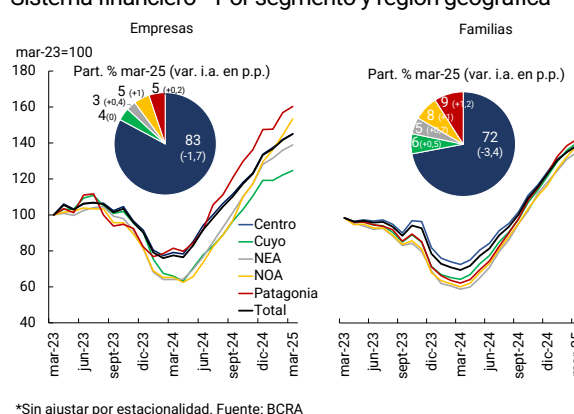 Sistema financiero - Por segmento y región geográfica
Empresas
Familias
mar-23=100
Part. % mar-25 (var. i.a. en p.p.)
180
160
140
120
100
80
60
40
83
(-1,7)
4(0)
3 (+0,4)
5 (+1)
5 (+0,2)
Centro
Cuyo
NEA
NOA
Patagonia
Total
mar-23
jun-23
sept-23
dic-23
mar-24
jun-24
sept-24
dic-24
mar-25
Part. % mar-25 (var. i.a. en p.p.)
72
(-3,4)
6(+0,5)
5
8 (+1)
9 (+1,2)
mar-23
jun-23
sept-23
dic-23
mar-24
jun-24
sept-24
dic-24
*Sin ajustar por estacionalidad. Fuente: BCRA